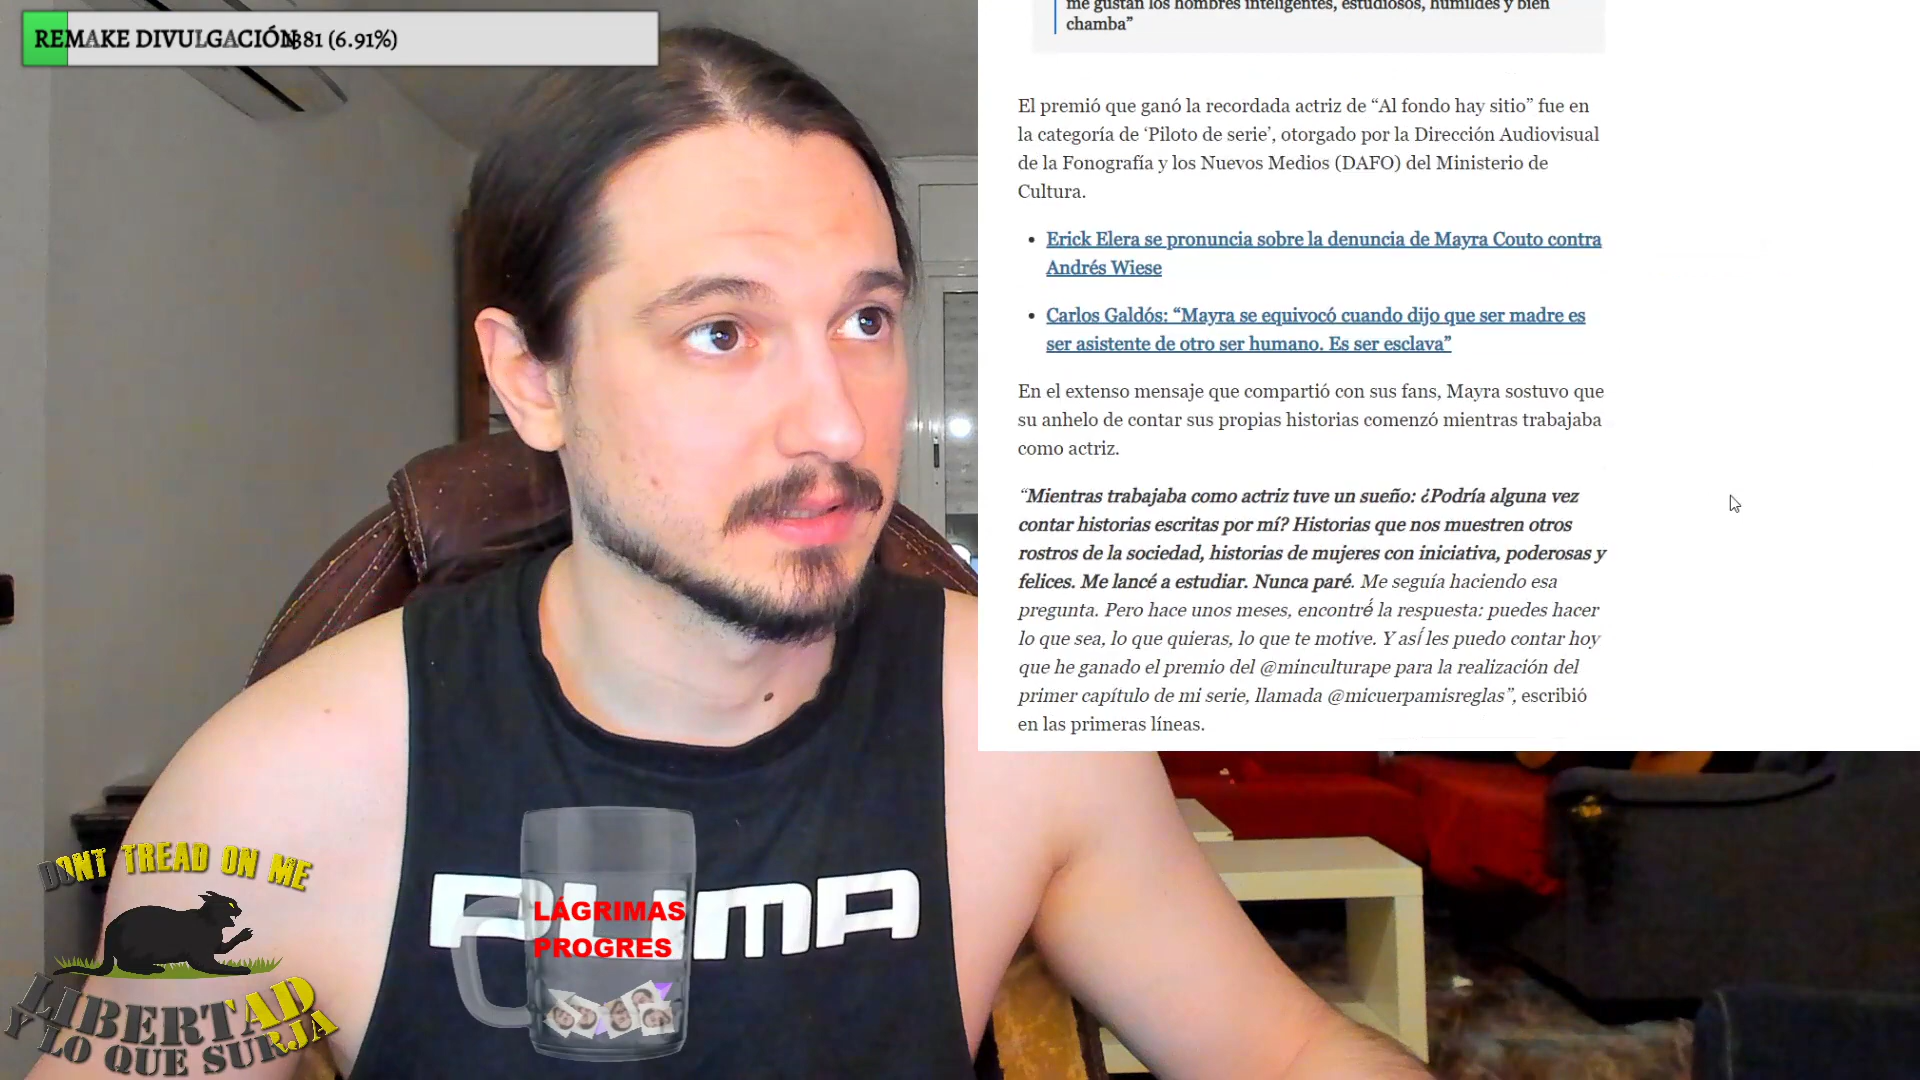 REMAKE DIVULGACIÓN
381 (6.91%)
me gustan los hombres inteligentes, estudiosos, humildes y bien
chamba”
El premió que ganó la recordada actriz de “Al fondo hay sitio” fue en
la categoría de ‘Piloto de serie’, otorgado por la Dirección Audiovisual
de la Fonografía y los Nuevos Medios (DAFO) del Ministerio de
Cultura.
• Erick Elera se pronuncia sobre la denuncia de Mayra Couto contra
Andrés Wiese
• Carlos Galdós: “Mayra se equivocó cuando dijo que ser madre es
ser asistente de otro ser humano. Es ser esclava”
En el extenso mensaje que compartió con sus fans, Mayra sostuvo que
su anhelo de contar sus propias historias comenzó mientras trabajaba
como actriz.
“Mientras trabajaba como actriz tuve un sueño: ¿Podría alguna vez
contar historias escritas por mí? Historias que nos muestren otros
rostros de la sociedad, historias de mujeres con iniciativa, poderosas y
felices. Me lancé a estudiar. Nunca paré. Me seguía haciendo esa
pregunta. Pero hace unos meses, encontré la respuesta: puedes hacer
lo que sea, lo que quieras, lo que te motive. Y así les puedo contar hoy
que he ganado el premio del @minculturape para la realización del
primer capítulo de mi serie, llamada @micuerpamisreglas”, escribió
en las primeras líneas.
DONT TREAD ON ME
LIBERTAD
Y LO QUE SURJA
PUMA
LÁGRIMAS
PROGRES